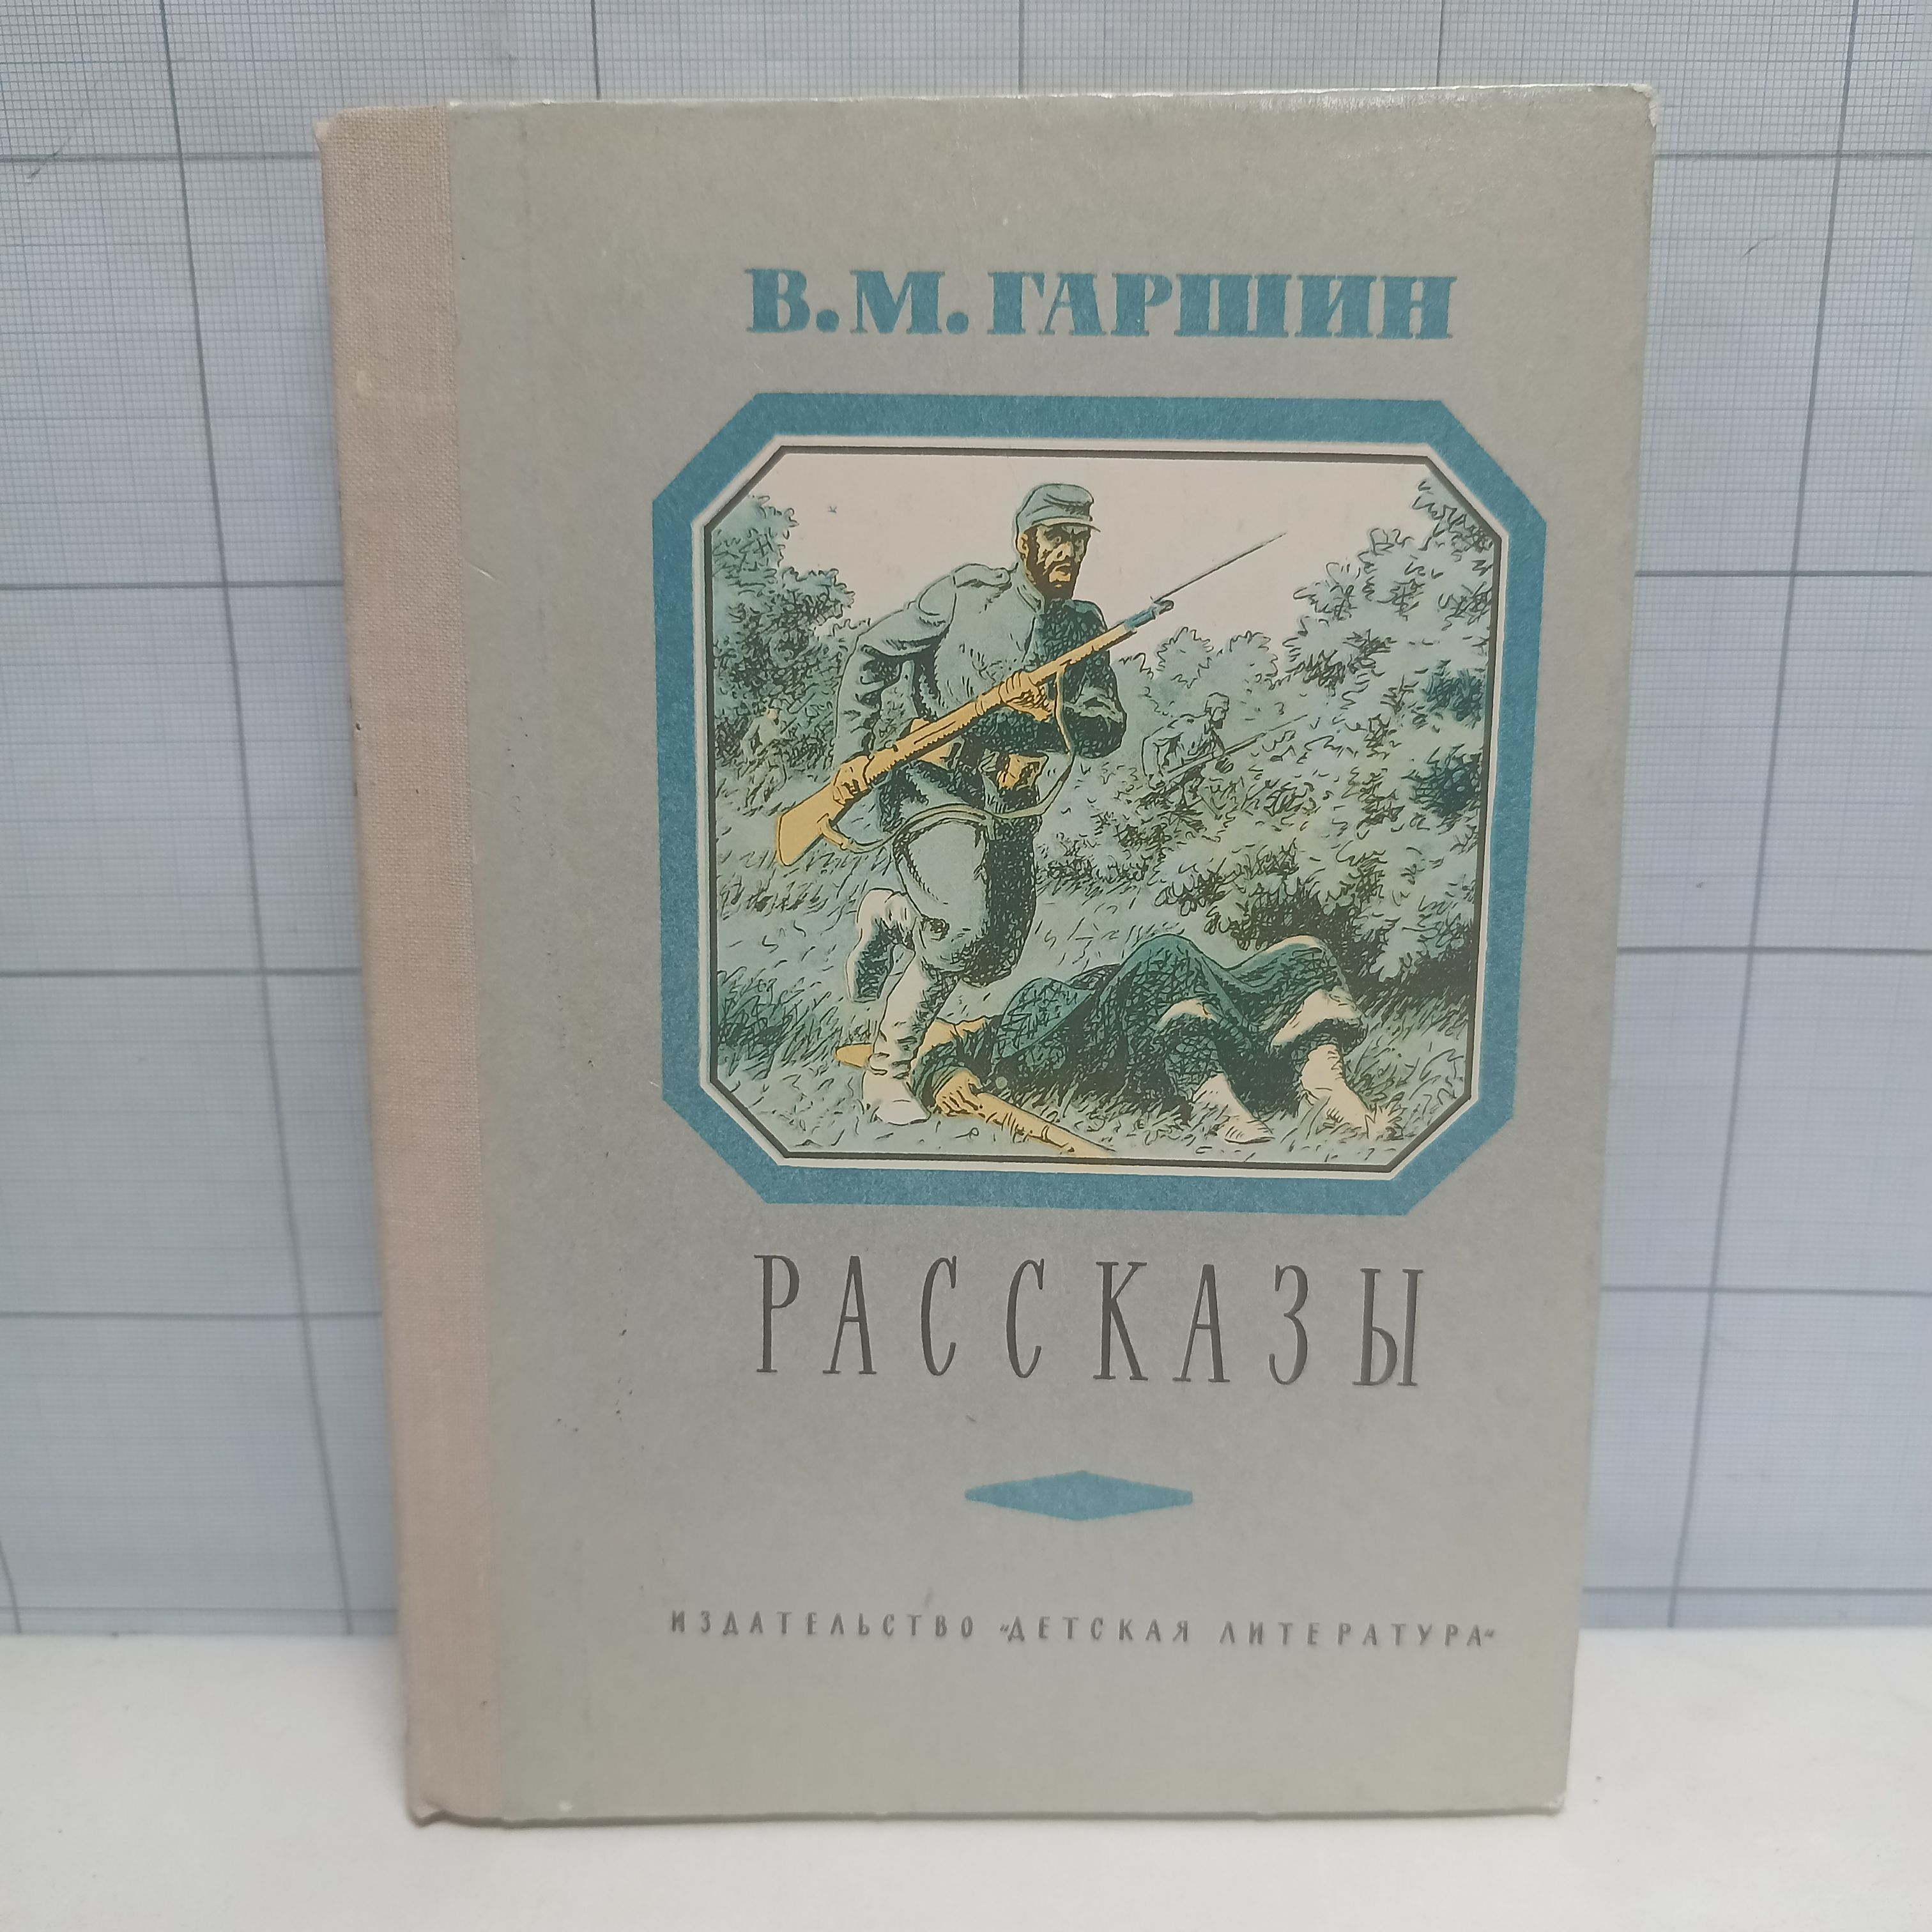 В. М. ГАРШИН
РАССКАЗЫ
ИЗДАТЕЛЬСТВО „ДЕТСКАЯ ЛИТЕРАТУРА“